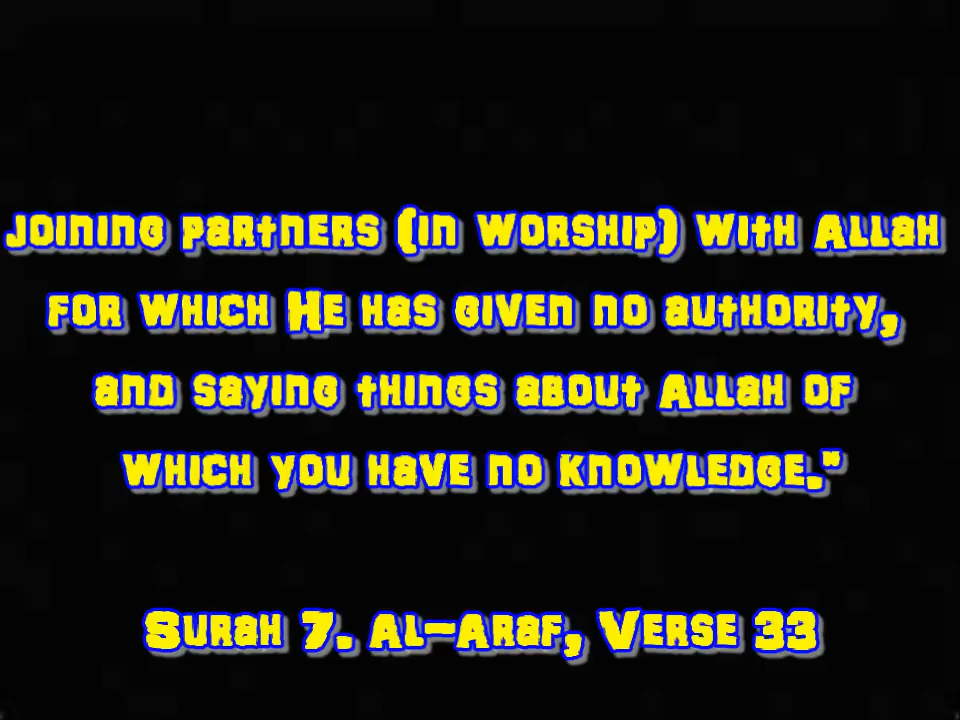 joining partners (in worship) with Allah
for which He has given no authority,
and saying things about Allah of
which you have no knowledge."
Surah 7. al-Araf, Verse 33